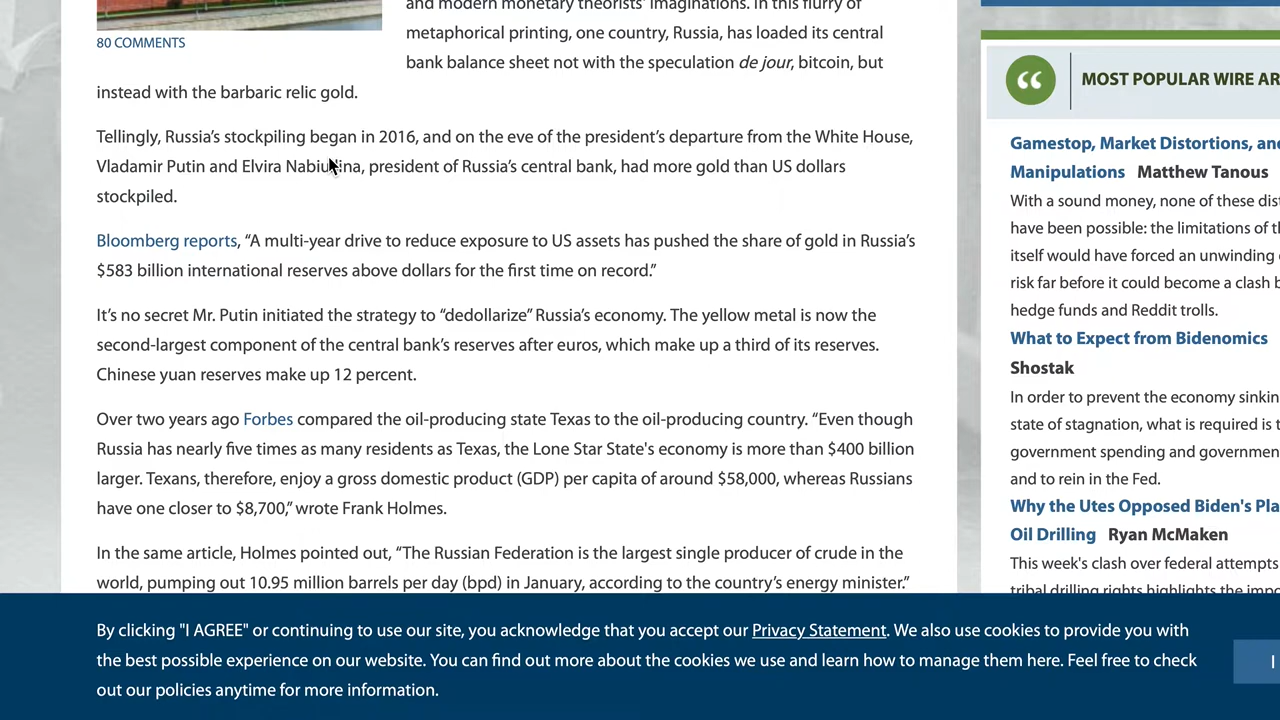 and modern monetary theorists' imaginations. In this flurry of
metaphorical printing, one country, Russia, has loaded its central
80 COMMENTS
bank balance sheet not with the speculation de jour, bitcoin, but
instead with the barbaric relic gold.
Tellingly, Russia's stockpiling began in 2016, and on the eve of the president's departure from the White House,
Vladamir Putin and Elvira Nabiullina, president of Russia's central bank, had more gold than US dollars
stockpiled.
Bloomberg reports, “A multi-year drive to reduce exposure to US assets has pushed the share of gold in Russia's
$583 billion international reserves above dollars for the first time on record.”
It's no secret Mr. Putin initiated the strategy to “dedollarize” Russia's economy. The yellow metal is now the
second-largest component of the central bank's reserves after euros, which make up a third of its reserves.
Chinese yuan reserves make up 12 percent.
Over two years ago Forbes compared the oil-producing state Texas to the oil-producing country. “Even though
Russia has nearly five times as many residents as Texas, the Lone Star State's economy is more than $400 billion
larger. Texans, therefore, enjoy a gross domestic product (GDP) per capita of around $58,000, whereas Russians
have one closer to $8,700,” wrote Frank Holmes.
In the same article, Holmes pointed out, “The Russian Federation is the largest single producer of crude in the
world, pumping out 10.95 million barrels per day (bpd) in January, according to the country's energy minister.”
MOST POPULAR WIRE AR
Gamestop, Market Distortions, and
Manipulations Matthew Tanous
With a sound money, none of these dist
have been possible: the limitations of th
itself would have forced an unwinding o
risk far before it could become a clash b
hedge funds and Reddit trolls.
What to Expect from Bidenomics
Shostak
In order to prevent the economy sinkin
state of stagnation, what is required is t
government spending and governmen
and to rein in the Fed.
Why the Utes Opposed Biden's Pla
Oil Drilling Ryan McMaken
This week's clash over federal attempts
tribal drilling rights highlights the impo
By clicking "I AGREE" or continuing to use our site, you acknowledge that you accept our Privacy Statement. We also use cookies to provide you with
the best possible experience on our website. You can find out more about the cookies we use and learn how to manage them here. Feel free to check
out our policies anytime for more information.
I